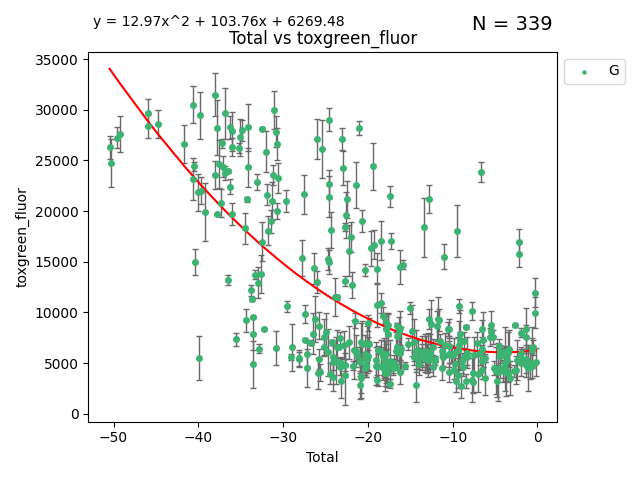 y = 12.97x^2 + 103.76x + 6269.48
N = 339
Total vs toxgreen_fluor
G
35000
30000
25000
20000
15000
10000
5000
0
toxgreen_fluor
−50
−40
−30
−20
−10
0
Total